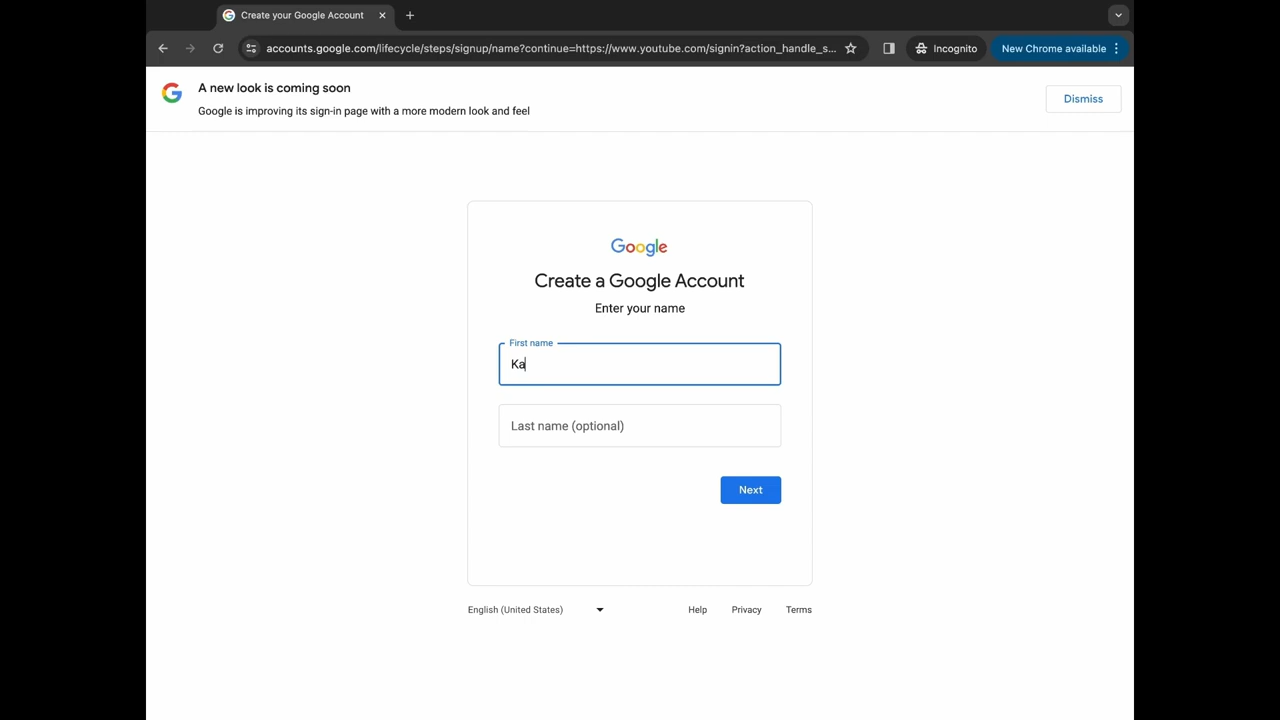 Create your Google Account
accounts.google.com/lifecycle/steps/signup/name?continue=https://www.youtube.com/signin?action_handle_s...
Incognito
New Chrome available
A new look is coming soon
Google is improving its sign-in page with a more modern look and feel
Dismiss
Google
Create a Google Account
Enter your name
First name
Ka
Last name (optional)
Next
English (United States)
Help
Privacy
Terms